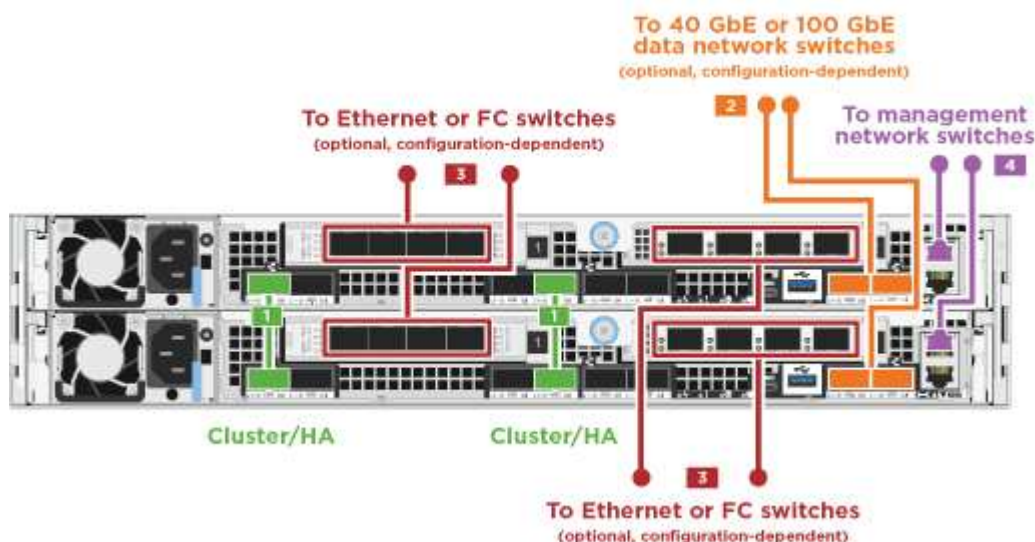 To 40 GbE or 100 GbE
data network switches
(optional, configuration-dependent)
2
To management
network switches
4
To Ethernet or FC switches
(optional, configuration-dependent)
3
1
1
1
1
Cluster/HA
Cluster/HA
3
To Ethernet or FC switches
(optional, configuration-dependent)